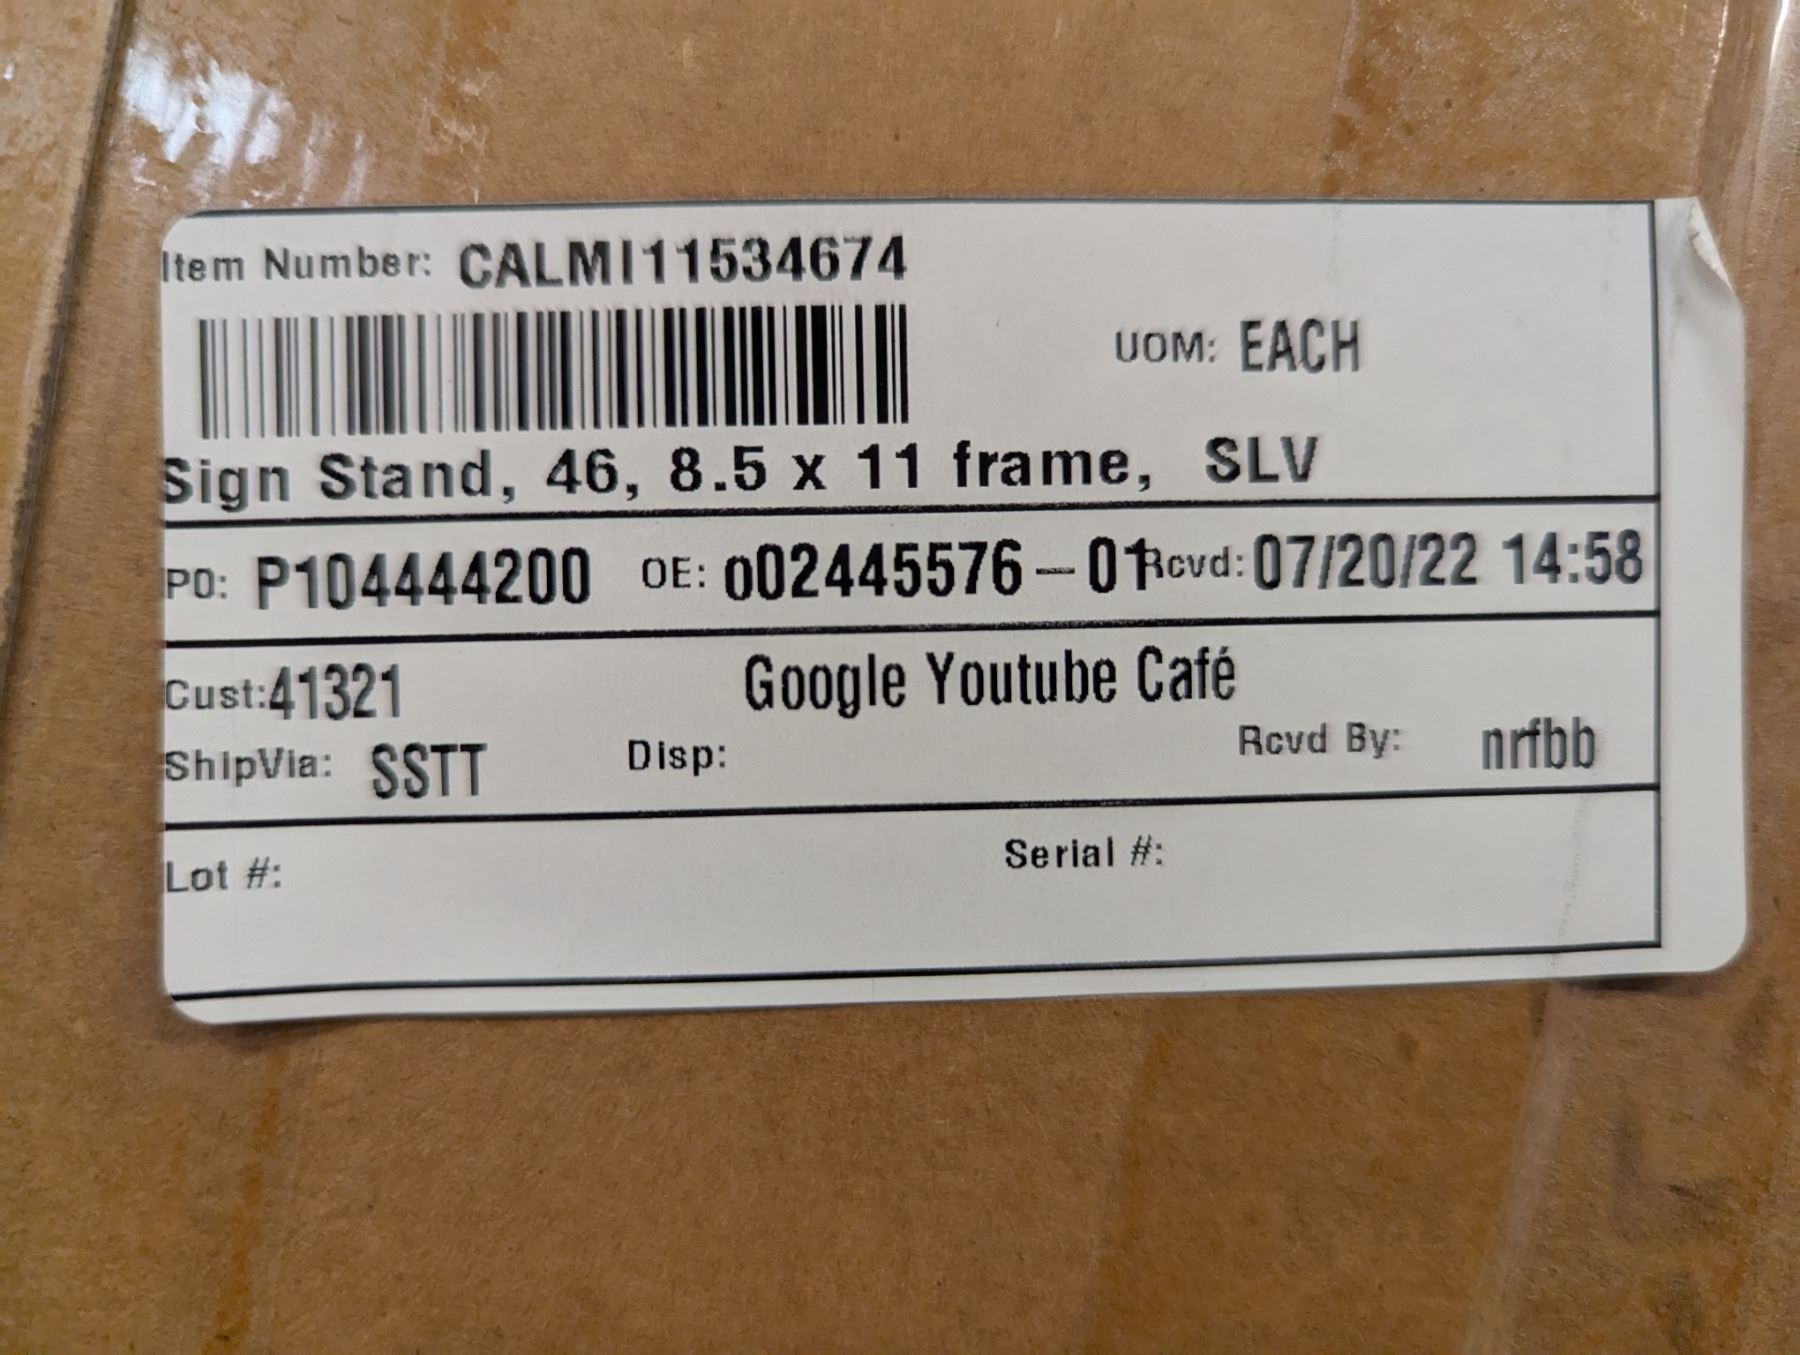 Item Number: CALMI11534674
UOM: EACH
Sign Stand, 46, 8.5 x 11 frame, SLV
PO: P104444200 OE: o02445576-01 Rcvd: 07/20/22 14:58
Cust:41321 Google Youtube Café
ShipVia: SSTT Disp: Rcvd By: nrfbb
Lot #: Serial #: